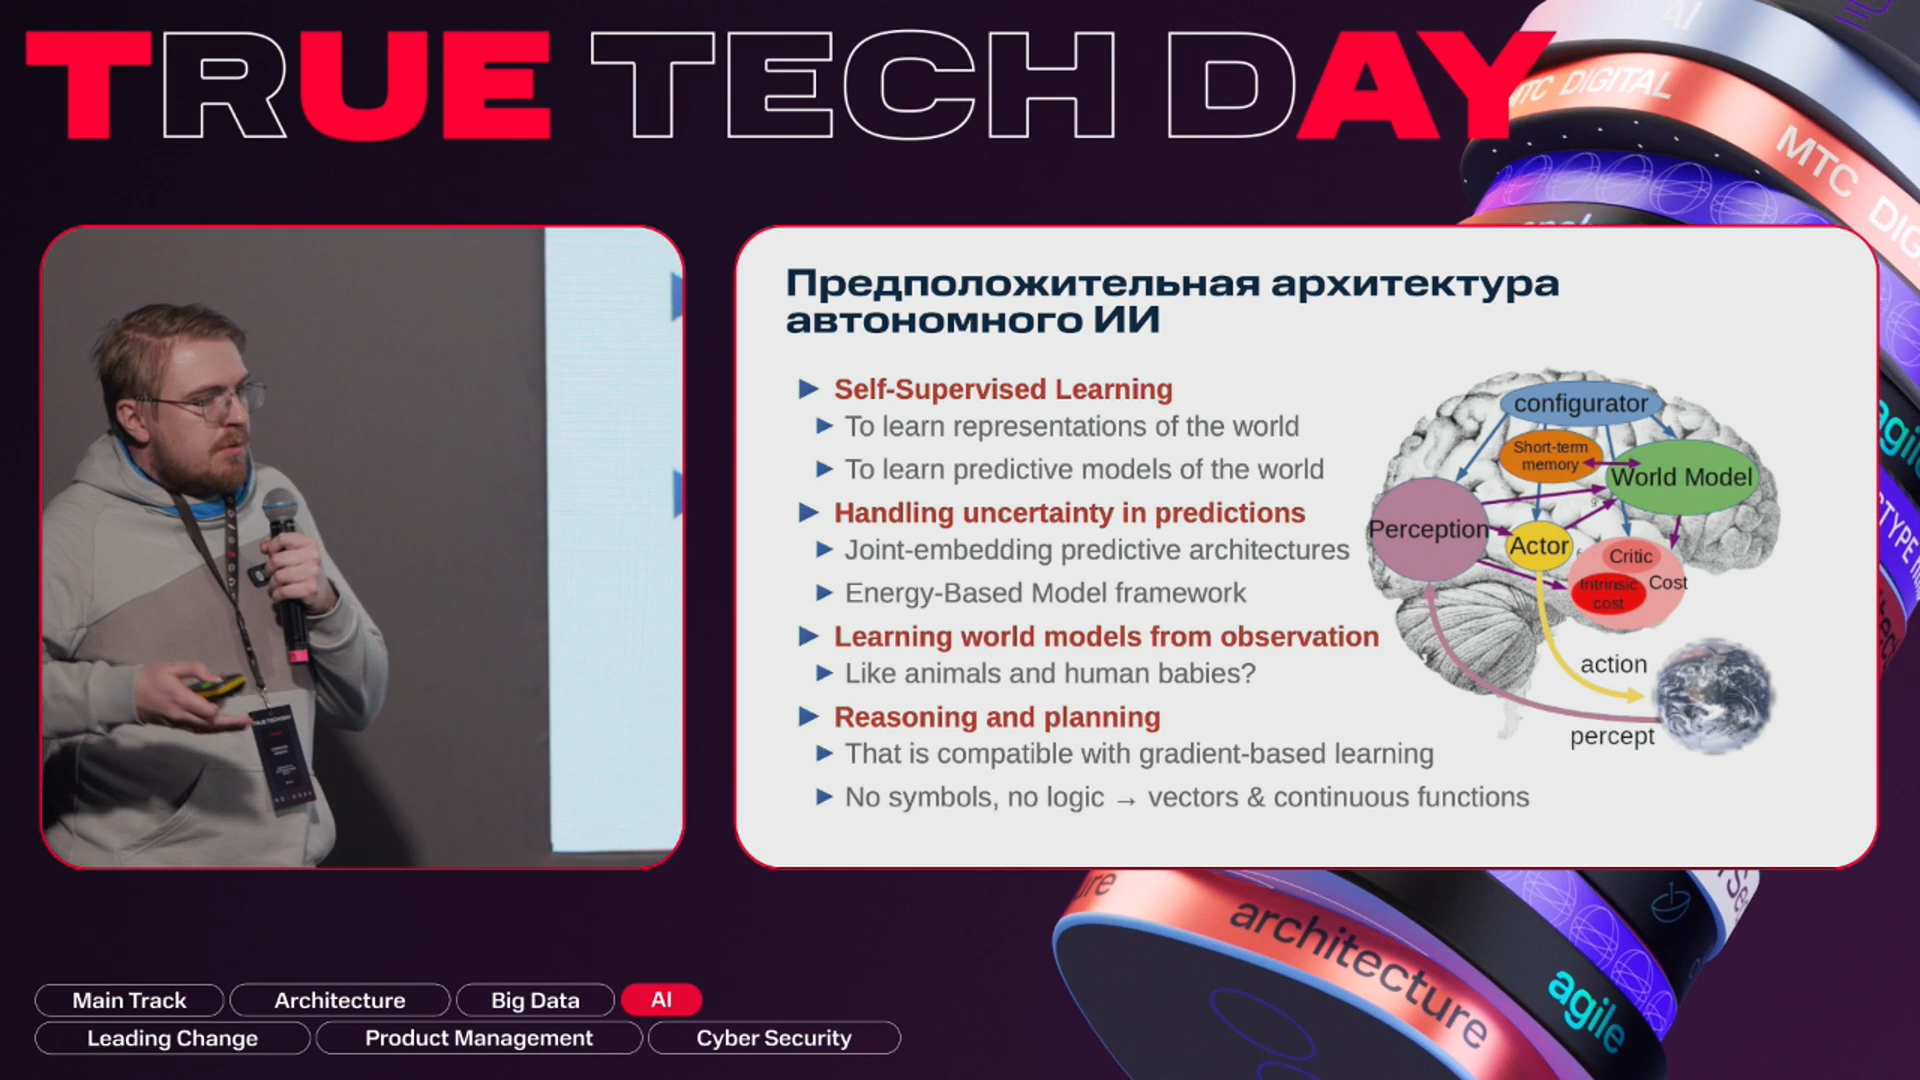 TRUE TECH DAY
AI
МТС DIGITAL
МТС DIG
Предположительная архитектура
автономного ИИ
Self-Supervised Learning
To learn representations of the world
To learn predictive models of the world
Handling uncertainty in predictions
Joint-embedding predictive architectures
Energy-Based Model framework
Learning world models from observation
Like animals and human babies?
Reasoning and planning
That is compatible with gradient-based learning
No symbols, no logic → vectors & continuous functions
configurator
Short-term
memory
World Model
Perception
Actor
Critic
Intrinsic
cost
Cost
action
percept
agile
architecture
agile
Main Track
Architecture
Big Data
AI
Leading Change
Product Management
Cyber Security